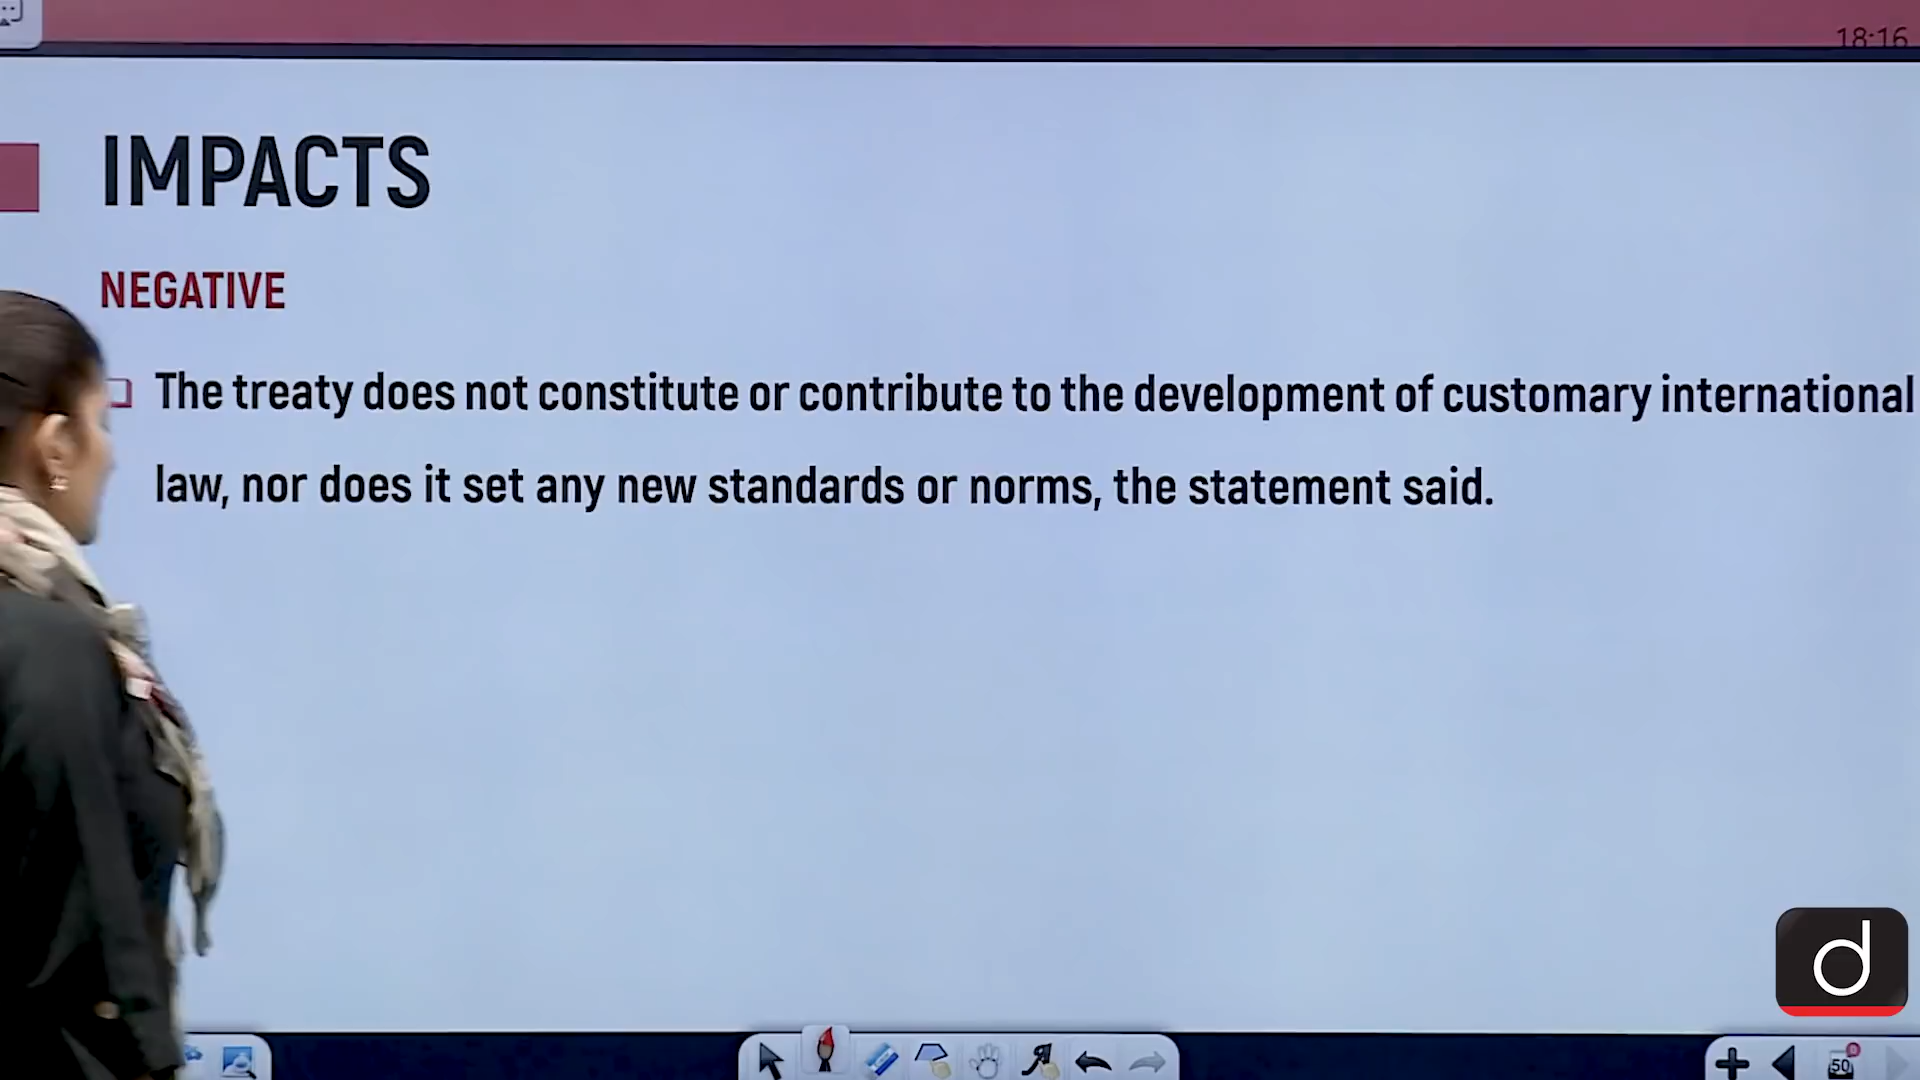 18:16
IMPACTS
NEGATIVE
The treaty does not constitute or contribute to the development of customary international
law, nor does it set any new standards or norms, the statement said.
d
50